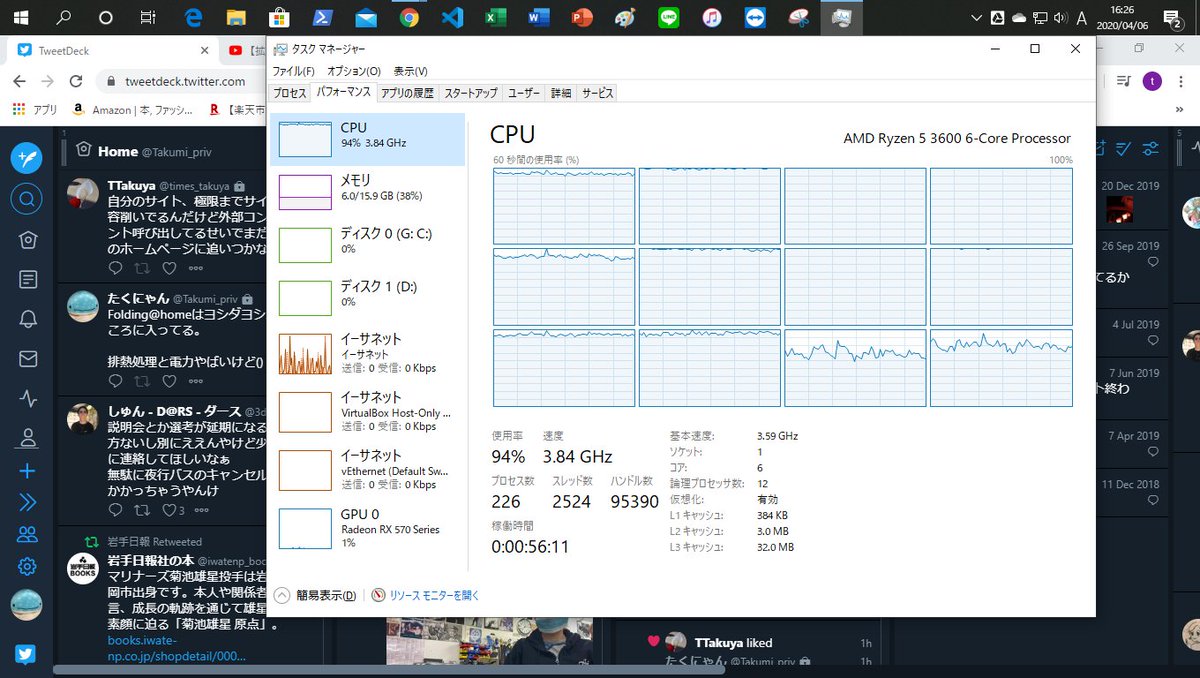 16:26
2020/04/06
A
2
TweetDeck
tweetdeck.twitter.com
アプリ
Amazon | 本, ファッシ...
【楽天市
1
Home @Takumi_priv
TTakuya @times_takuya
自分のサイト、極限までサイ
容削いでるんだけど外部コン
ント呼び出してるせいでまだ
のホームページに追いつかな
たくにゃん @Takumi_priv
Folding@homeはヨシダヨシ
ころに入ってる。
排熱処理と電力やばいけど()
しゅん - D@RS - ダース @3d
説明会とか選考が延期になる
方ないし別にええんやけど少
に連絡してほしいなぁ
無駄に夜行バスのキャンセル
かかっちゃうやんけ
3
岩手日報 Retweeted
岩手日報社の本 @iwatenp_boo
マリナーズ菊池雄星投手は岩
岡市出身です。本人や関係者
言、成長の軌跡を通じて雄星
素顔に迫る「菊池雄星 原点」。
books.iwate-
np.co.jp/shopdetail/000...
岩手日報
BOOKS
タスク マネージャー
ファイル(F) オプション(O) 表示(V)
プロセス パフォーマンス アプリの履歴 スタートアップ ユーザー 詳細 サービス
CPU
94% 3.84 GHz
メモリ
6.0/15.9 GB (38%)
ディスク 0 (G: C:)
0%
ディスク 1 (D:)
0%
イーサネット
イーサネット
送信: 0 受信: 0 Kbps
イーサネット
VirtualBox Host-Only ...
送信: 0 受信: 0 Kbps
イーサネット
vEthernet (Default Sw...
送信: 0 受信: 0 Kbps
GPU 0
Radeon RX 570 Series
1%
CPU
AMD Ryzen 5 3600 6-Core Processor
60 秒間の使用率 (%)
100%
使用率 速度
94% 3.84 GHz
プロセス数 スレッド数 ハンドル数
226 2524 95390
稼働時間
0:00:56:11
基本速度: 3.59 GHz
ソケット: 1
コア: 6
論理プロセッサ数: 12
仮想化: 有効
L1 キャッシュ: 384 KB
L2 キャッシュ: 3.0 MB
L3 キャッシュ: 32.0 MB
簡易表示(D)
リソース モニターを開く
5
20 Dec 2019
26 Sep 2019
てるか
4 Jul 2019
7 Jun 2019
ト終わ
7 Apr 2019
11 Dec 2018
TTakuya liked
1h
たくにゃん @Takumi_priv
1h